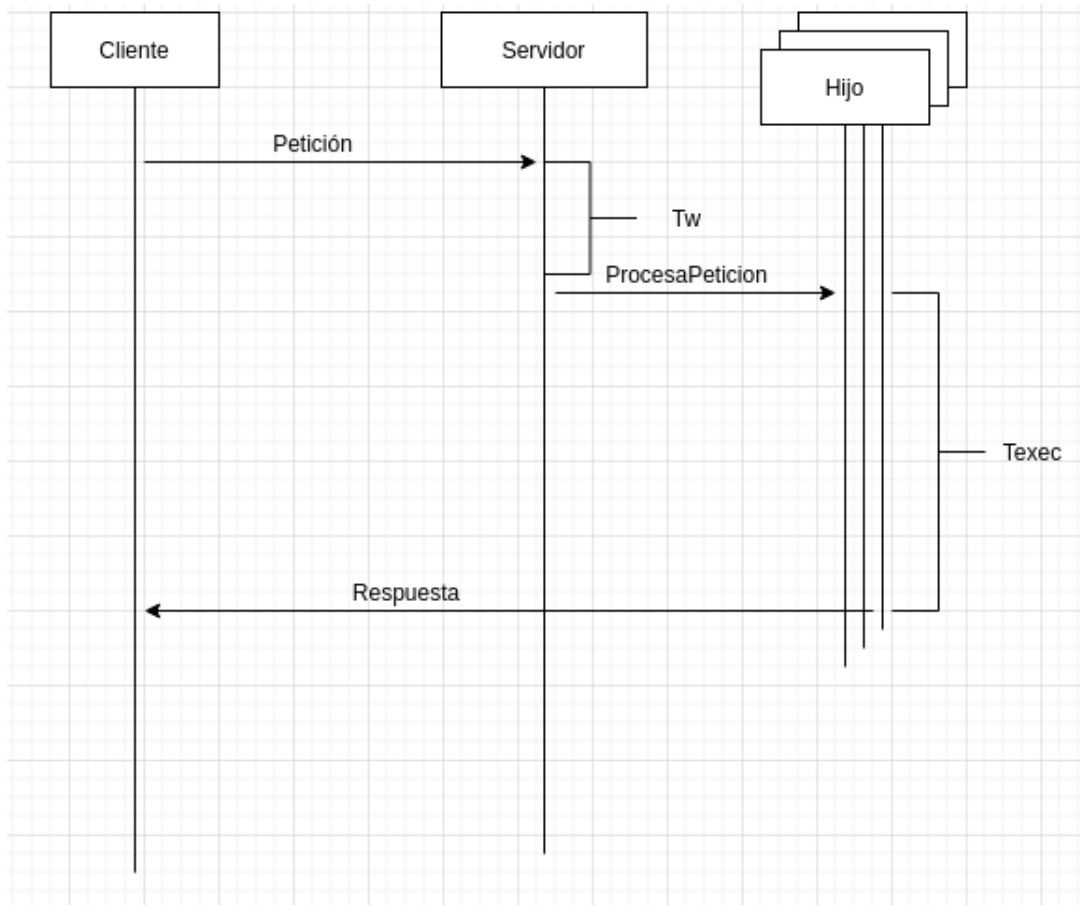 Cliente
Servidor
Hijo
Petición
Tw
ProcesaPeticion
Texec
Respuesta